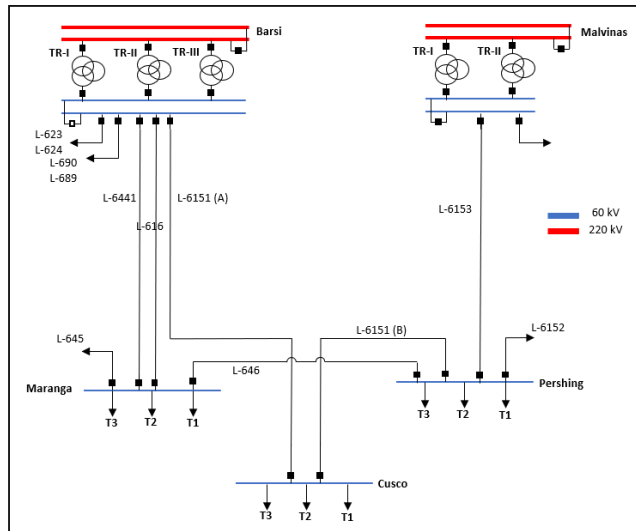 Barsi
TR-I TR-II TR-III
Malvinas
TR-I TR-II
L-623
L-624
L-690
L-689
L-6441
L-6151 (A)
L-616
L-6153
60 kV
220 kV
L-645
L-6151 (B)
L-6152
L-646
Maranga
Pershing
T3 T2 T1
T3 T2 T1
Cusco
T3 T2 T1